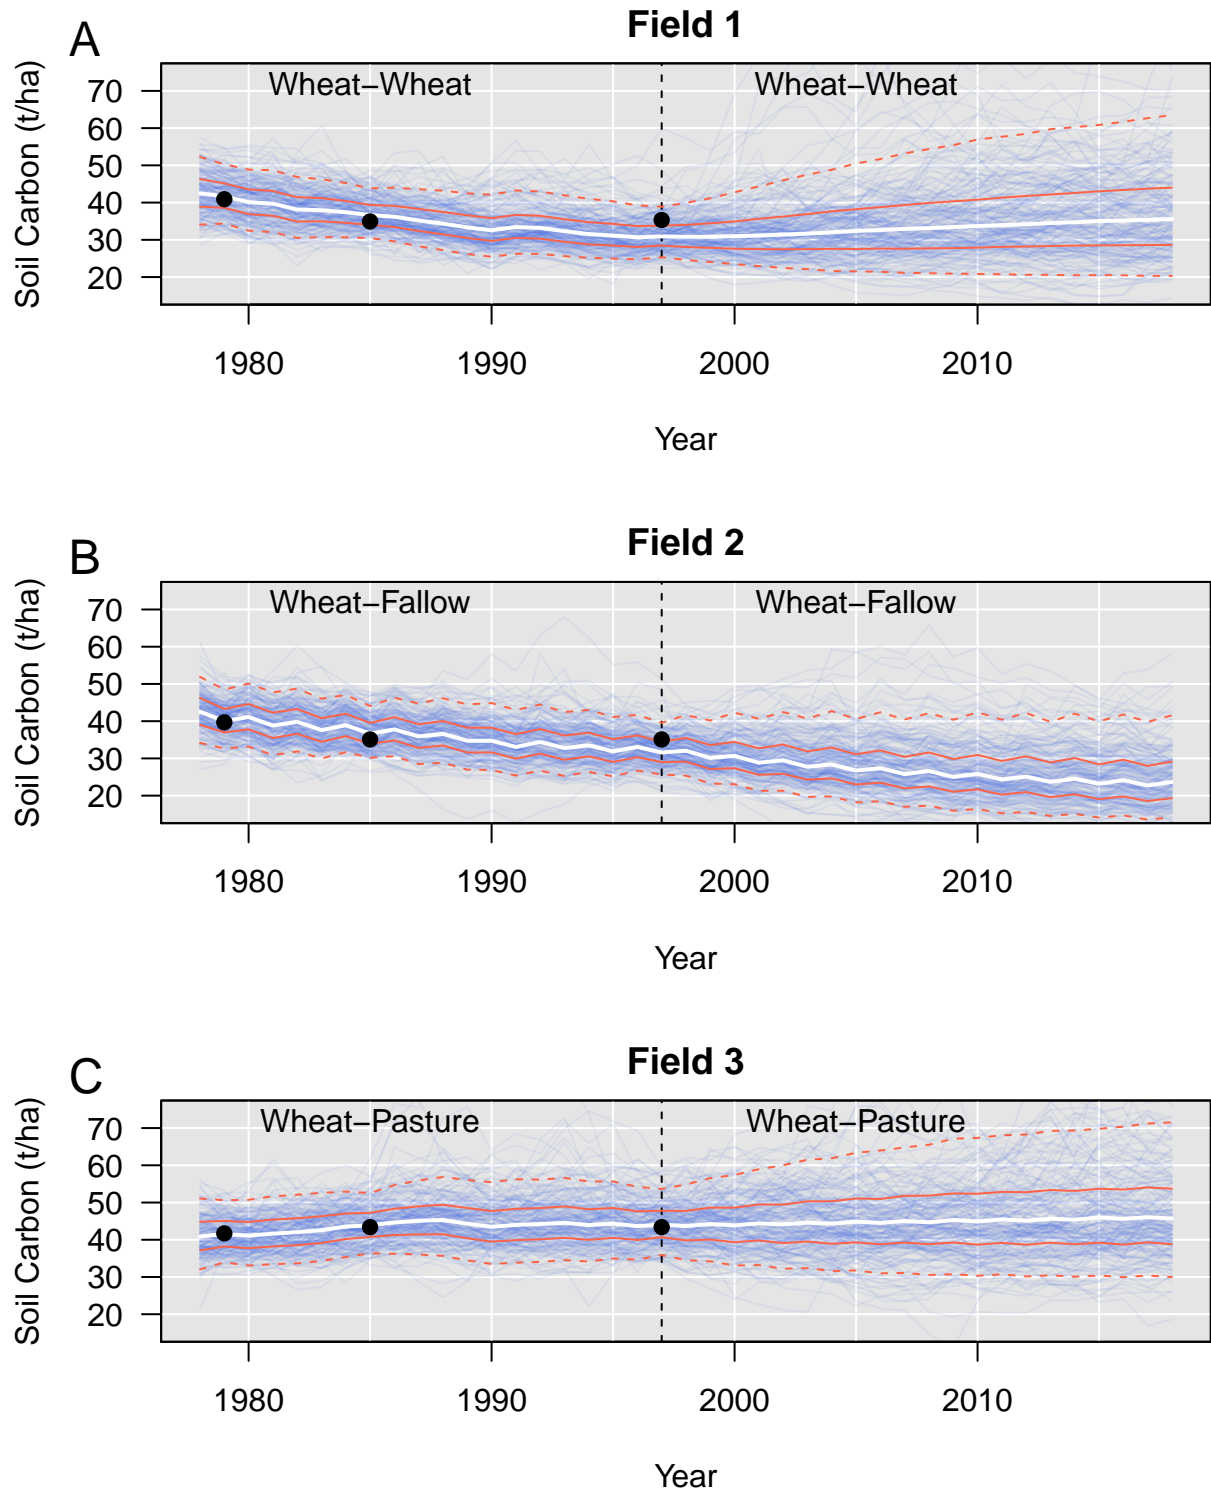 A
Field 1
Wheat–Wheat
Wheat–Wheat
Soil Carbon (t/ha)
70
60
50
40
30
20
1980
1990
2000
2010
Year
B
Field 2
Wheat–Fallow
Wheat–Fallow
Soil Carbon (t/ha)
70
60
50
40
30
20
1980
1990
2000
2010
Year
C
Field 3
Wheat–Pasture
Wheat–Pasture
Soil Carbon (t/ha)
70
60
50
40
30
20
1980
1990
2000
2010
Year